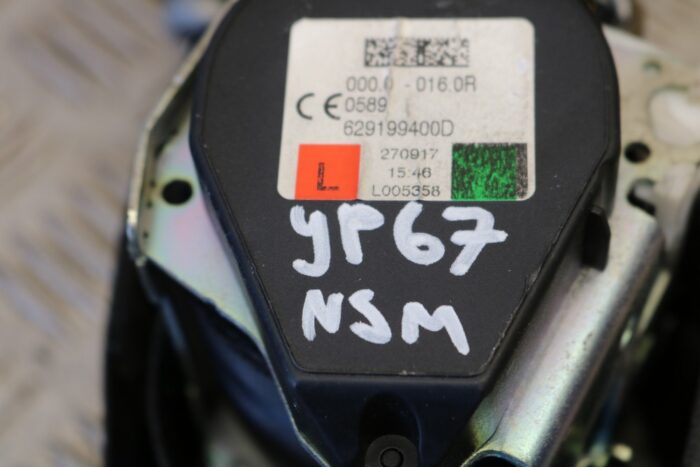 000.0 - 016.0R
CE 0589
629199400D
L
270917
15:46
L005358
YP67
NSM